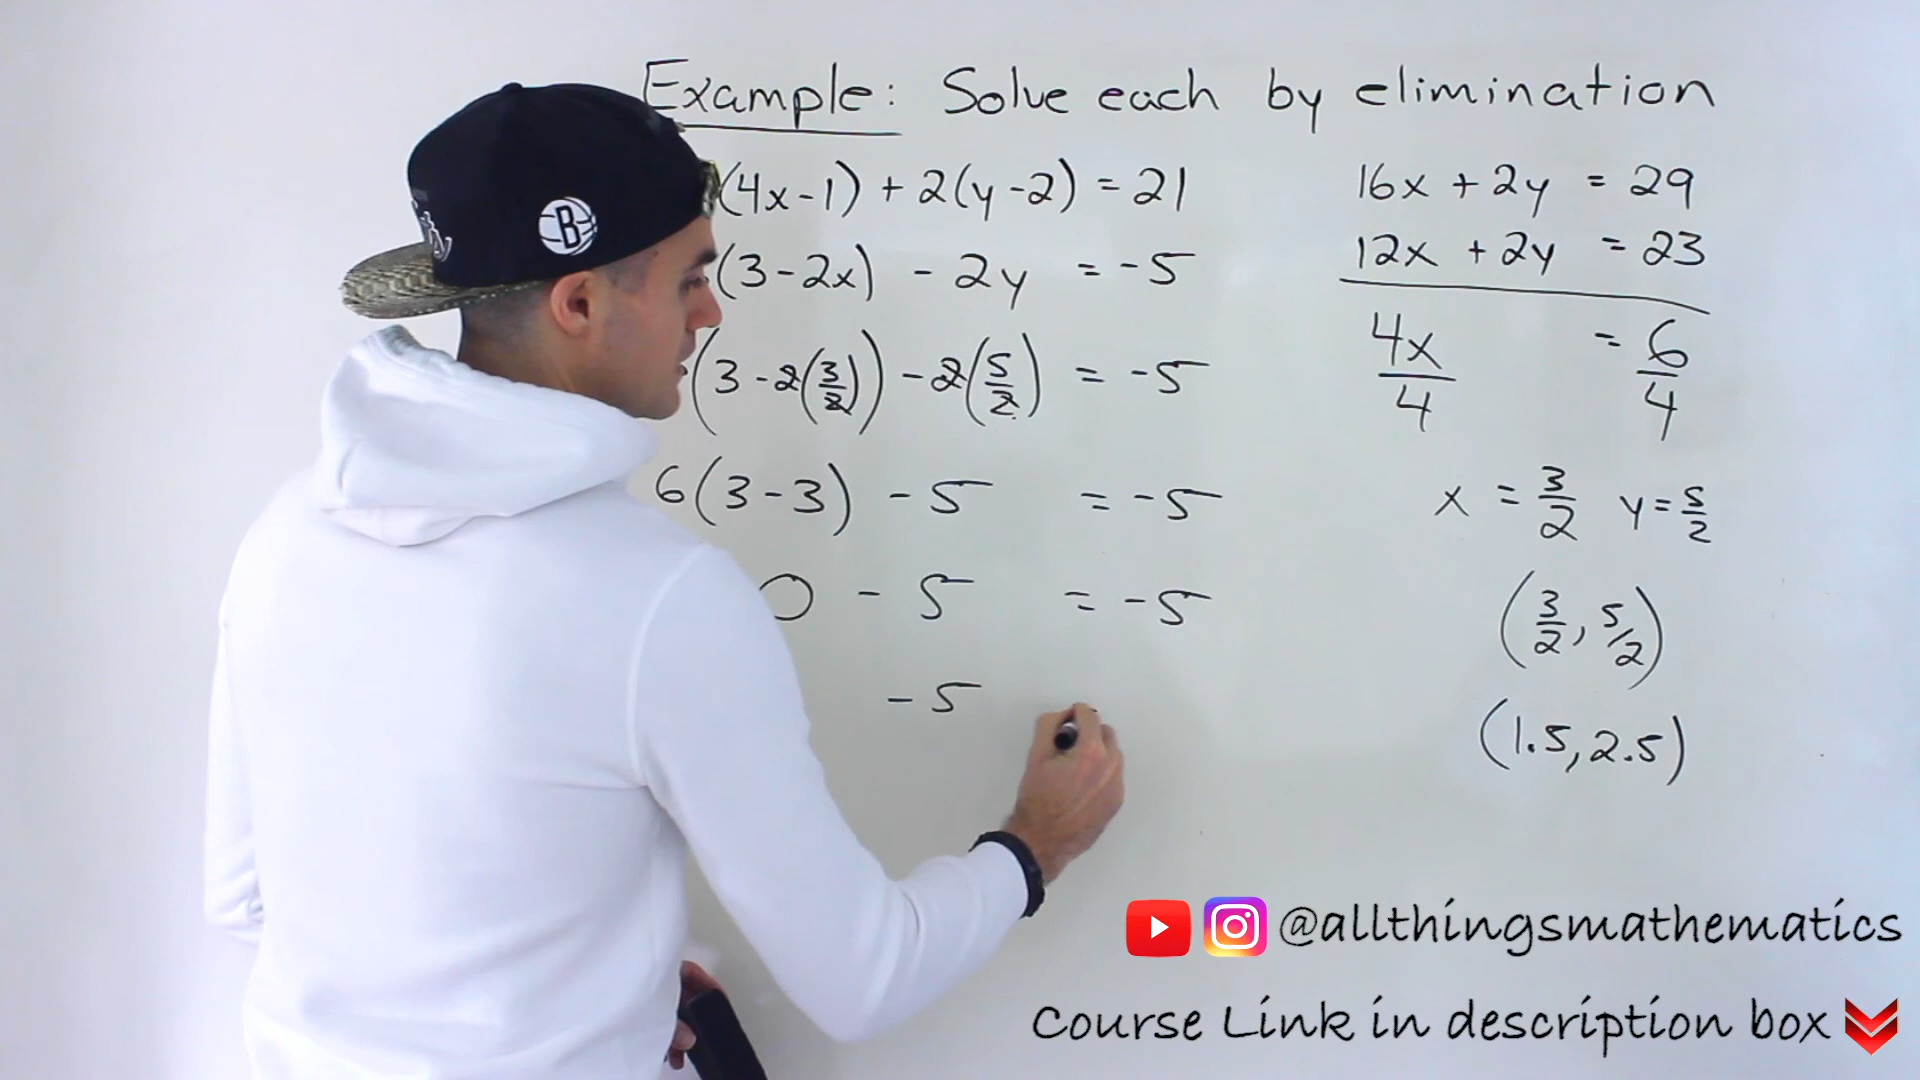 Example: Solve each by elimination
(4x-1) + 2(y-2) = 21
(3-2x) - 2y = -5
(3-2(3/2)) - 2(5/2) = -5
6(3-3) - 5 = -5
0 - 5 = -5
- 5
16x + 2y = 29
12x + 2y = 23
4x/4 = 6/4
x = 3/2 y = 5/2
(3/2, 5/2)
(1.5, 2.5)
B
@allthingsmathematics
Course Link in description box